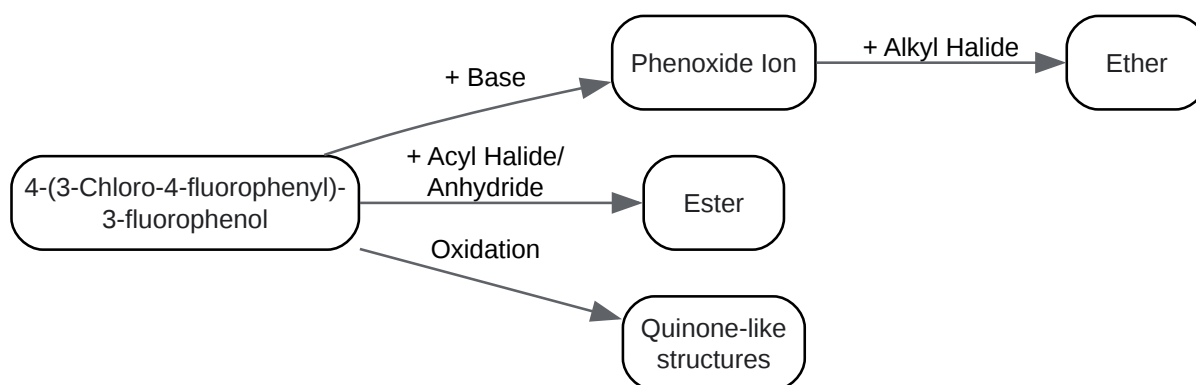 Phenoxide Ion
+ Alkyl Halide
Ether
+ Base
4-(3-Chloro-4-fluorophenyl)-
3-fluorophenol
+ Acyl Halide/
Anhydride
Ester
Oxidation
Quinone-like
structures